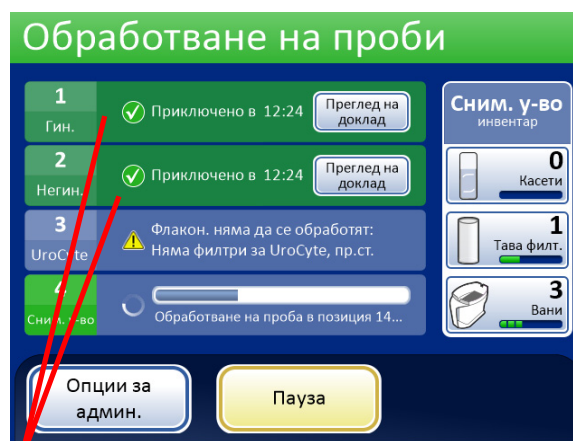 Обработване на проби
1
Гин.
Приключено в 12:24
Преглед на
доклад
2
Негин.
Приключено в 12:24
Преглед на
доклад
3
UroCyte
Флакон. няма да се обработят:
Няма филтри за UroCyte, пр.ст.
4
Сним. у-во
Обработване на проба в позиция 14...
Сним. у-во
инвентар
0
Касети
1
Тава филт.
3
Вани
Опции за
админ.
Пауза